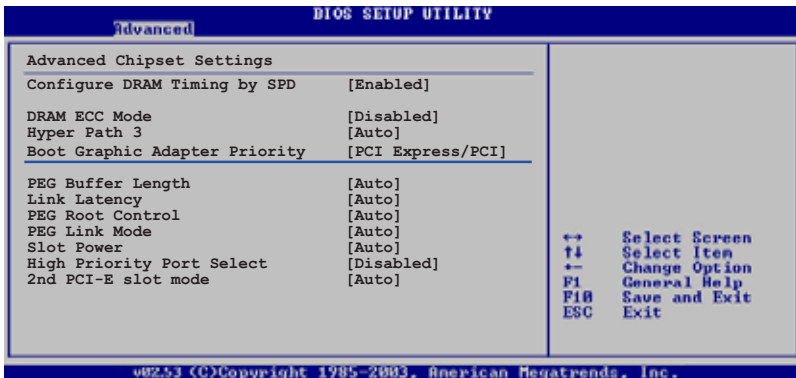 BIOS SETUP UTILITY
Advanced
Advanced Chipset Settings
Configure DRAM Timing by SPD [Enabled]
DRAM ECC Mode [Disabled]
Hyper Path 3 [Auto]
Boot Graphic Adapter Priority [PCI Express/PCI]
PEG Buffer Length [Auto]
Link Latency [Auto]
PEG Root Control [Auto]
PEG Link Mode [Auto]
Slot Power [Auto]
High Priority Port Select [Disabled]
2nd PCI-E slot mode [Auto]
↔ Select Screen
↑↓ Select Item
←- Change Option
F1 General Help
F10 Save and Exit
ESC Exit
v02.53 (C)Copyright 1985-2003, American Megatrends, Inc.